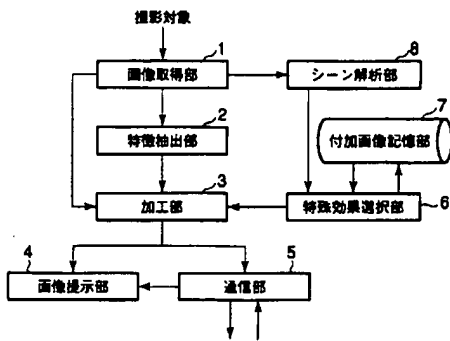 撮影対象
1
画像取得部
8
シーン解析部
2
特徴抽出部
7
付加画像記憶部
3
加工部
特殊効果選択部
6
4
画像提示部
5
通信部